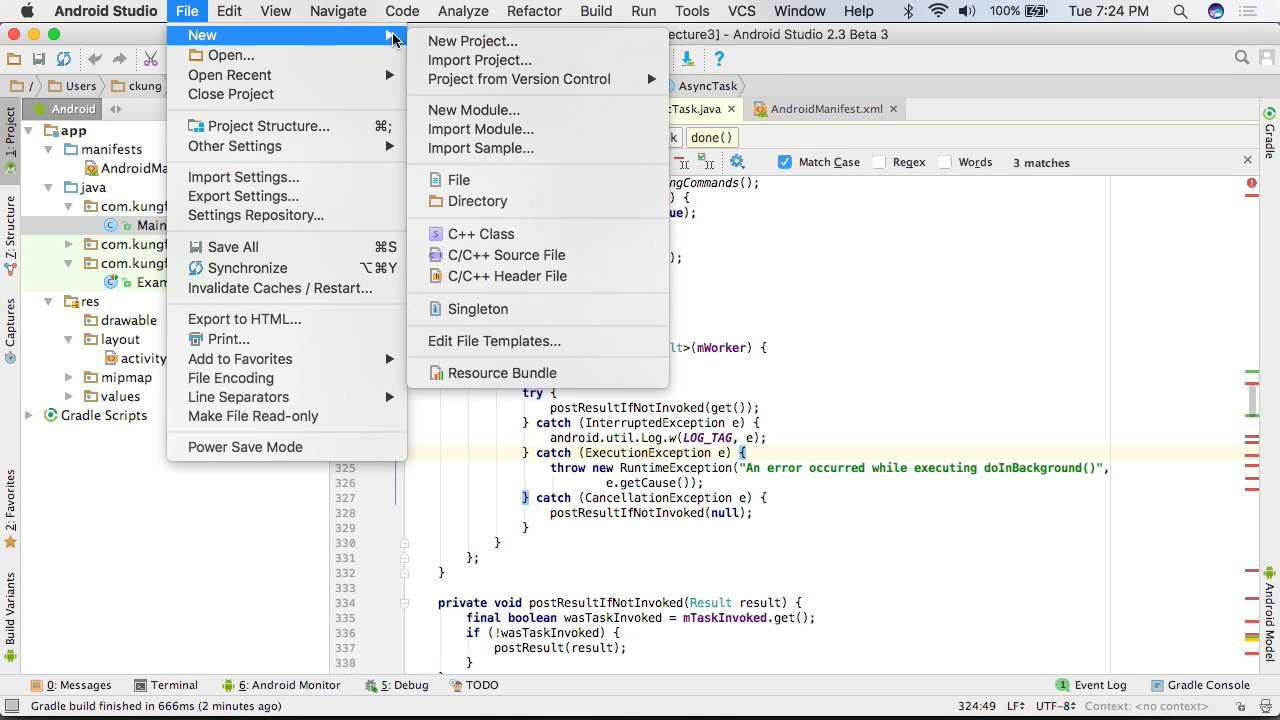 Android Studio File Edit View Navigate Code Analyze Refactor Build Run Tools VCS Window Help 100% Tue 7:24 PM
ecture3] - Android Studio 2.3 Beta 3
New
Open...
Open Recent
Close Project
Project Structure... ⌘;
Other Settings
Import Settings...
Export Settings...
Settings Repository...
Save All ⌘S
Synchronize ⌥⌘Y
Invalidate Caches / Restart...
Export to HTML...
Print...
Add to Favorites
File Encoding
Line Separators
Make File Read-only
Power Save Mode
New Project...
Import Project...
Project from Version Control
New Module...
Import Module...
Import Sample...
File
Directory
C++ Class
C/C++ Source File
C/C++ Header File
Singleton
Edit File Templates...
Resource Bundle
/ Users ckung AsyncTask
Android
cTask.java AndroidManifest.xml
k done()
Match Case Regex Words 3 matches
1: Project
Z: Structure
Captures
2: Favorites
Build Variants
app
manifests
AndroidMa
java
com.kungf
Main
com.kungf
com.kungf
Exam
res
drawable
layout
activity
mipmap
values
Gradle Scripts
ngCommands();
) {
ue);
);
lt>(mWorker) {
try {
postResultIfNotInvoked(get());
} catch (InterruptedException e) {
android.util.Log.w(LOG_TAG, e);
} catch (ExecutionException e) {
325 throw new RuntimeException("An error occurred while executing doInBackground()",
326 e.getCause());
327 } catch (CancellationException e) {
328 postResultIfNotInvoked(null);
329 }
330 }
331 };
332 }
333
334 private void postResultIfNotInvoked(Result result) {
335 final boolean wasTaskInvoked = mTaskInvoked.get();
336 if (!wasTaskInvoked) {
337 postResult(result);
338 }
Gradle
Android Model
0: Messages Terminal 6: Android Monitor 5: Debug TODO 1 Event Log Gradle Console
Gradle build finished in 666ms (2 minutes ago) 324:49 LF÷ UTF-8÷ Context: <no context>